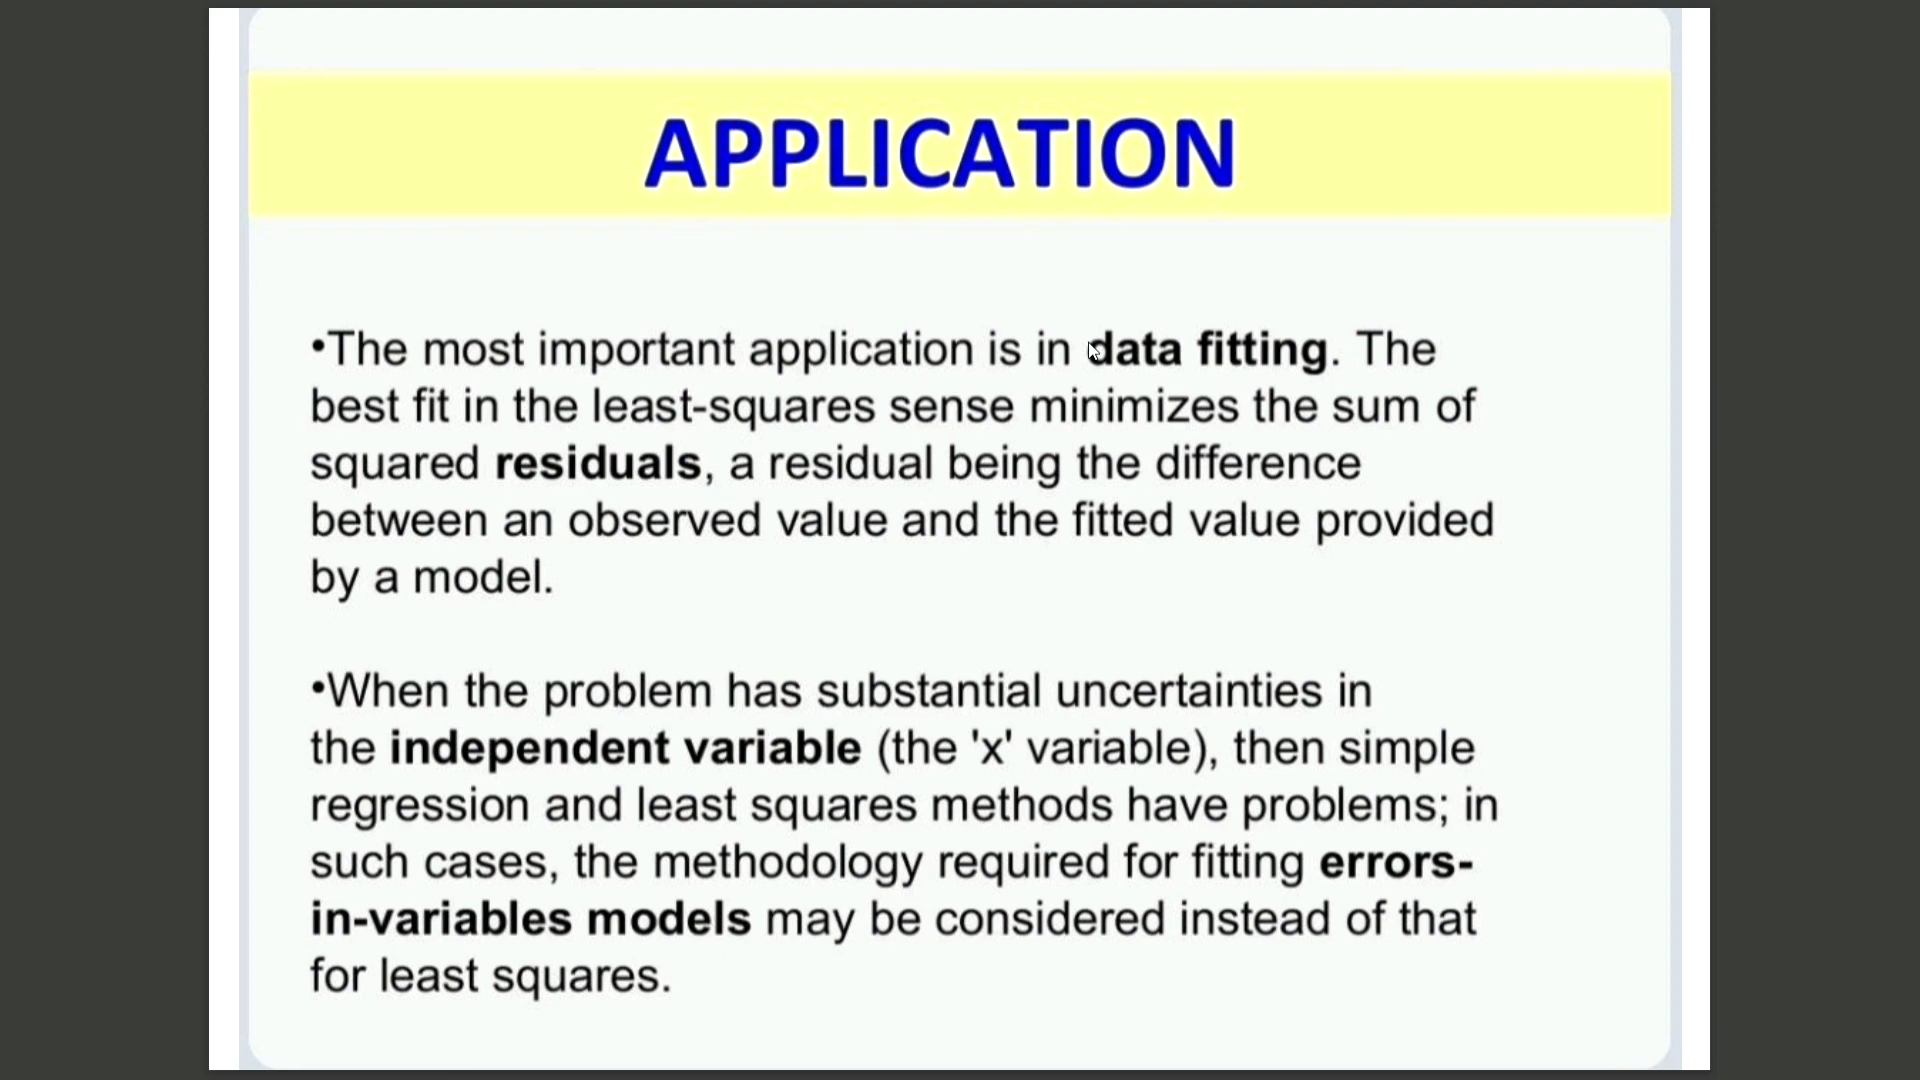 APPLICATION
•The most important application is in data fitting. The
best fit in the least-squares sense minimizes the sum of
squared residuals, a residual being the difference
between an observed value and the fitted value provided
by a model.
•When the problem has substantial uncertainties in
the independent variable (the 'x' variable), then simple
regression and least squares methods have problems; in
such cases, the methodology required for fitting errors-
in-variables models may be considered instead of that
for least squares.